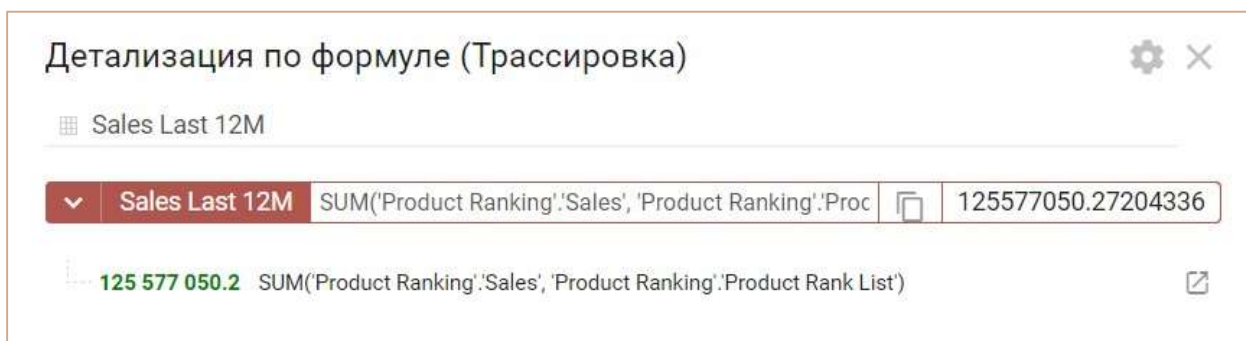 Детализация по формуле (Трассировка)
Sales Last 12M
Sales Last 12M SUM('Product Ranking'.'Sales', 'Product Ranking'.'Proc 125577050.27204336
125 577 050.2 SUM('Product Ranking'.'Sales', 'Product Ranking'.'Product Rank List')